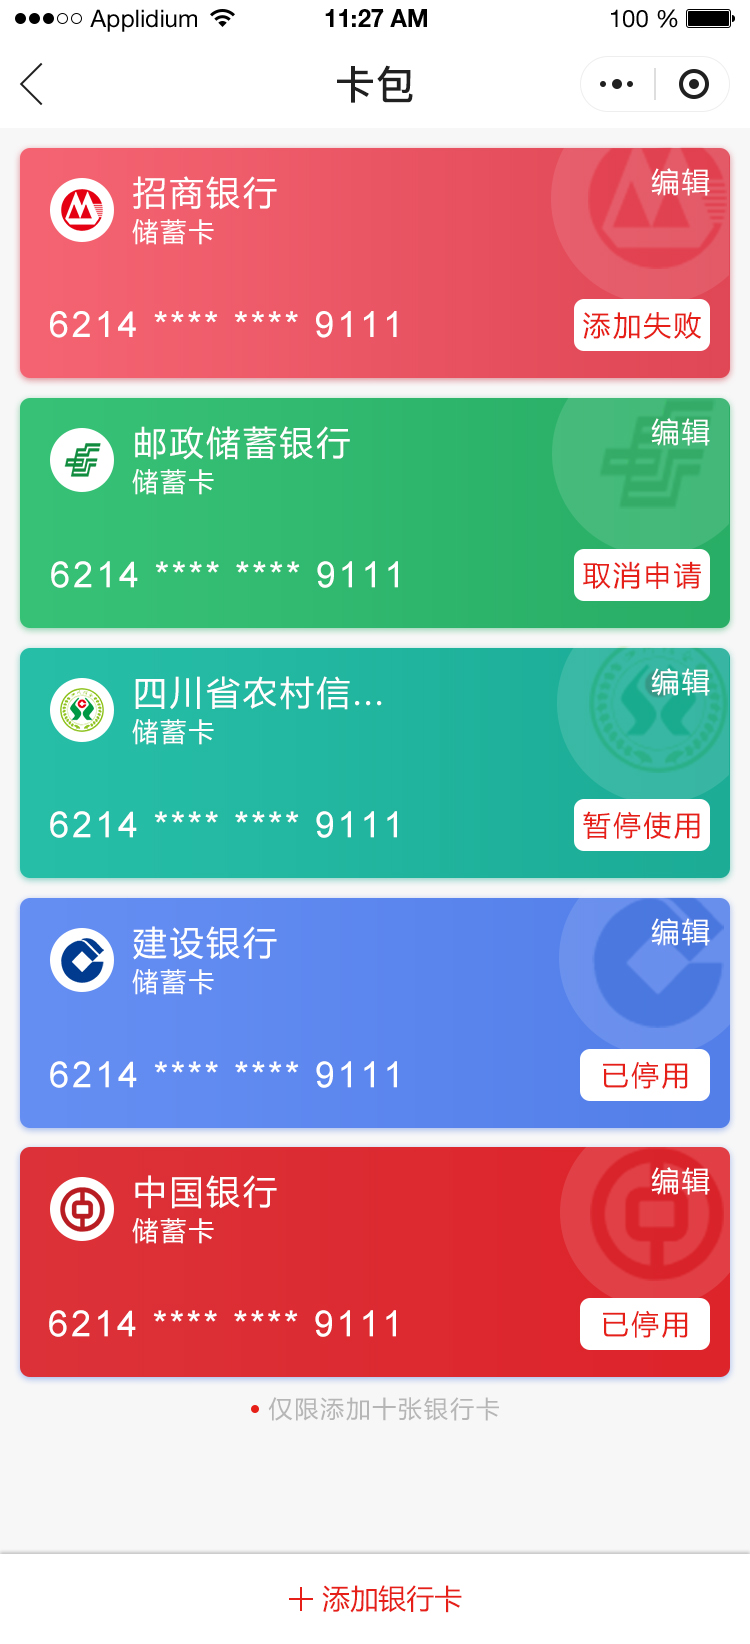 Applidium 11:27 AM 100 %
卡包
编辑
招商银行
储蓄卡
6214 **** **** 9111
添加失败
编辑
邮政储蓄银行
储蓄卡
6214 **** **** 9111
取消申请
编辑
四川省农村信...
储蓄卡
6214 **** **** 9111
暂停使用
编辑
建设银行
储蓄卡
6214 **** **** 9111
已停用
编辑
中国银行
储蓄卡
6214 **** **** 9111
已停用
仅限添加十张银行卡
添加银行卡